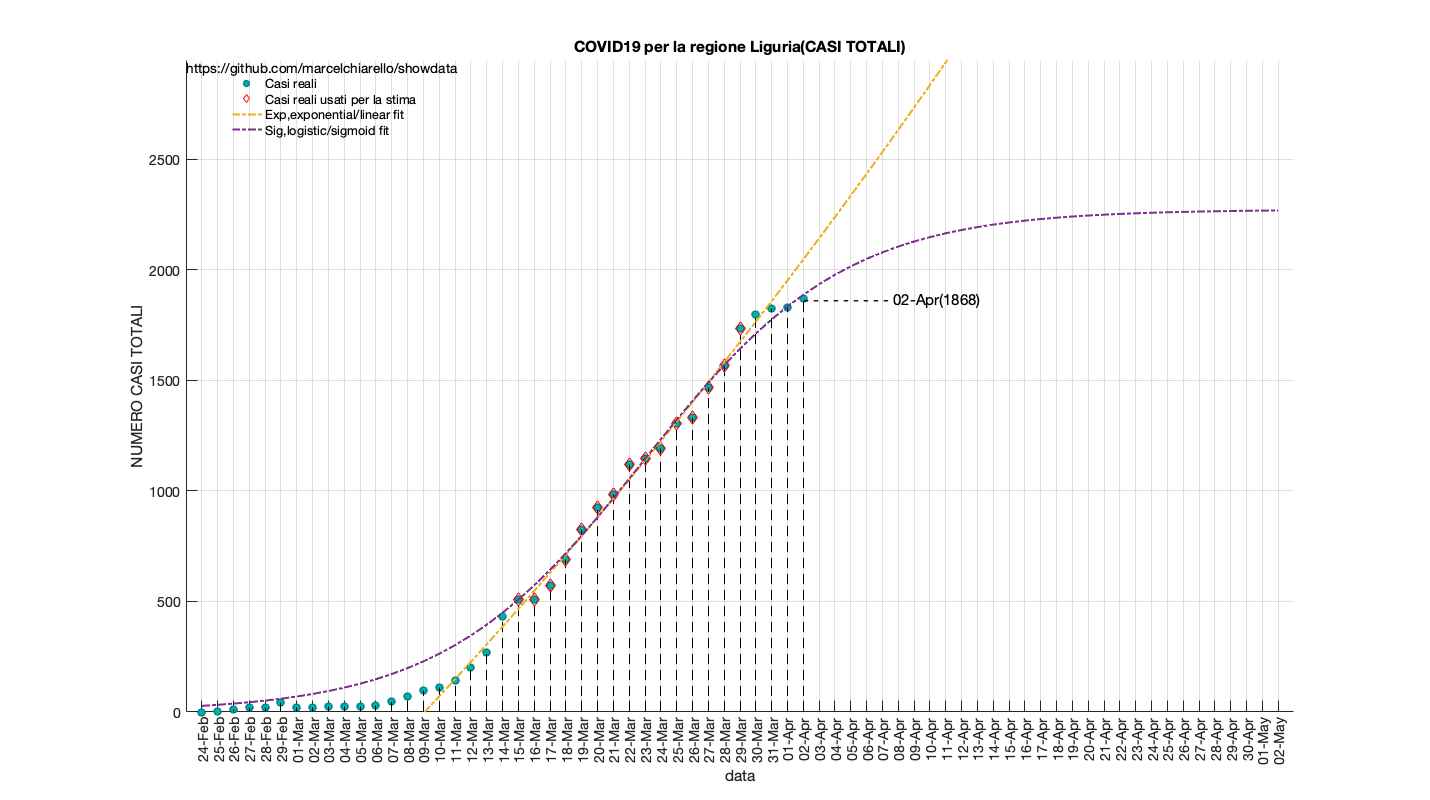 COVID19 per la regione Liguria(CASI TOTALI)
https://github.com/marcelchiarello/showdata
Casi reali
Casi reali usati per la stima
Exp,exponential/linear fit
Sig,logistic/sigmoid fit
NUMERO CASI TOTALI
2500
2000
1500
1000
500
0
02-Apr(1868)
24-Feb
25-Feb
26-Feb
27-Feb
28-Feb
29-Feb
01-Mar
02-Mar
03-Mar
04-Mar
05-Mar
06-Mar
07-Mar
08-Mar
09-Mar
10-Mar
11-Mar
12-Mar
13-Mar
14-Mar
15-Mar
16-Mar
17-Mar
18-Mar
19-Mar
20-Mar
21-Mar
22-Mar
23-Mar
24-Mar
25-Mar
26-Mar
27-Mar
28-Mar
29-Mar
30-Mar
31-Mar
01-Apr
02-Apr
03-Apr
04-Apr
05-Apr
06-Apr
07-Apr
08-Apr
09-Apr
10-Apr
11-Apr
12-Apr
13-Apr
14-Apr
15-Apr
16-Apr
17-Apr
18-Apr
19-Apr
20-Apr
21-Apr
22-Apr
23-Apr
24-Apr
25-Apr
26-Apr
27-Apr
28-Apr
29-Apr
30-Apr
01-May
02-May
data